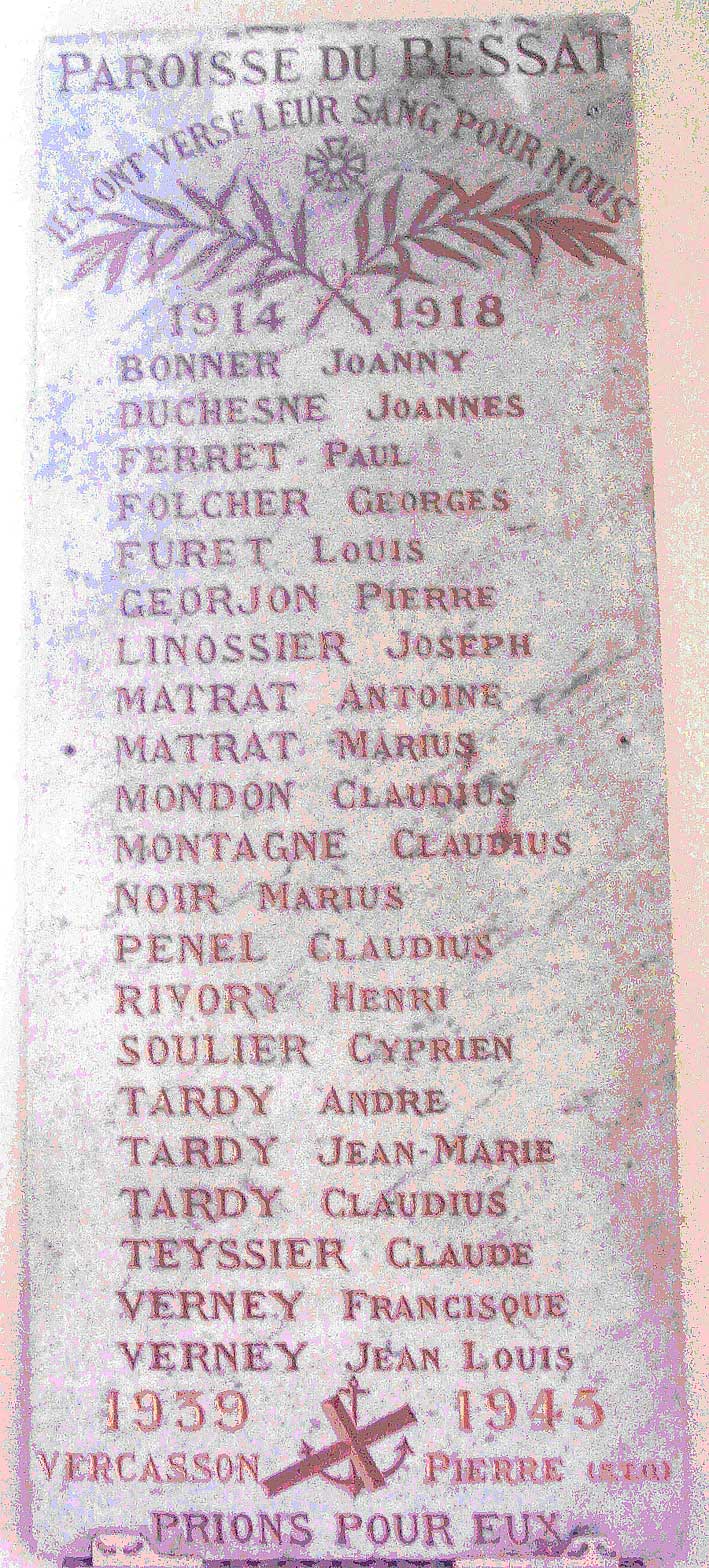 PAROISSE DU BESSAT
ILS ONT VERSE LEUR SANG POUR NOUS
1914 1918
BONNER JOANNY
DUCHESNE JOANNES
FERRET PAUL
FOLCHER GEORGES
FURET LOUIS
GEORJON PIERRE
LINOSSIER JOSEPH
MATRAT ANTOINE
MATRAT MARIUS
MONDON CLAUDIUS
MONTAGNE CLAUDIUS
NOIR MARIUS
PENEL CLAUDIUS
RIVORY HENRI
SOULIER CYPRIEN
TARDY ANDRE
TARDY JEAN-MARIE
TARDY CLAUDIUS
TEYSSIER CLAUDE
VERNEY FRANCISQUE
VERNEY JEAN LOUIS
1939 1945
VERCASSON PIERRE (S.T.O.)
PRIONS POUR EUX